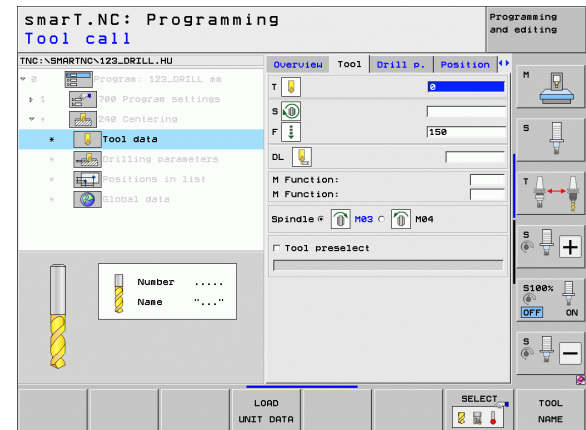 smarT.NC: Programming
Tool call
Programming
and editing
TNC:\SMARTNC\123_DRILL.HU
Overview Tool Drill p. Position
0 Program: 123_DRILL mm
1 700 Program settings
* 240 Centering
* Tool data
* Drilling parameters
* Positions in list
* Global data
T 0
S
F 150
DL
M Function:
M Function:
Spindle M03 M04
Tool preselect
Number .....
Name "..."
M
S
T
S
S100%
OFF ON
S
LOAD
UNIT DATA
SELECT
TOOL
NAME